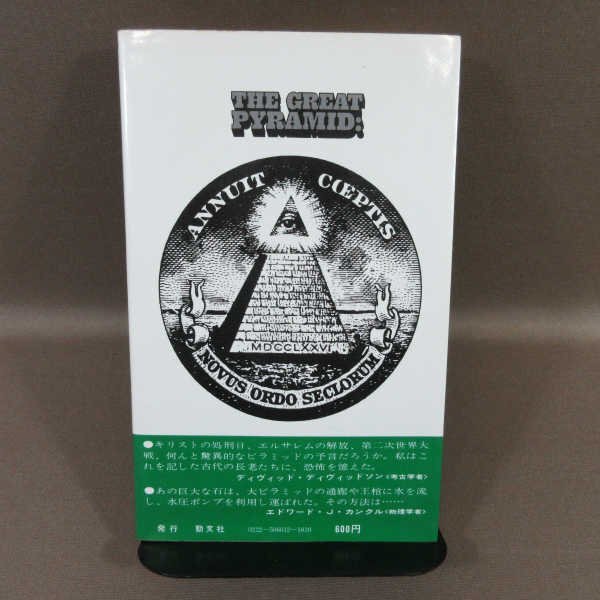 THE GREAT
PYRAMID:
ANNUIT CŒPTIS
MDCCLXXVI
NOVUS ORDO SECLORUM
●キリストの処刑日、エルサレムの解放、第二次世界大
戦、何んと驚異的なピラミッドの予言だろうか。私はこ
れを記した古代の長老たちに、恐怖を憶えた。
ディヴィッド・ディヴィッドソン〈考古学者〉
●あの巨大な石は、大ピラミッドの通廊や王棺に水を流
し、水圧ポンプを利用し運ばれた。その方法は……
エドワード・J・カンクル〈物理学者〉
発行 勁文社 600円